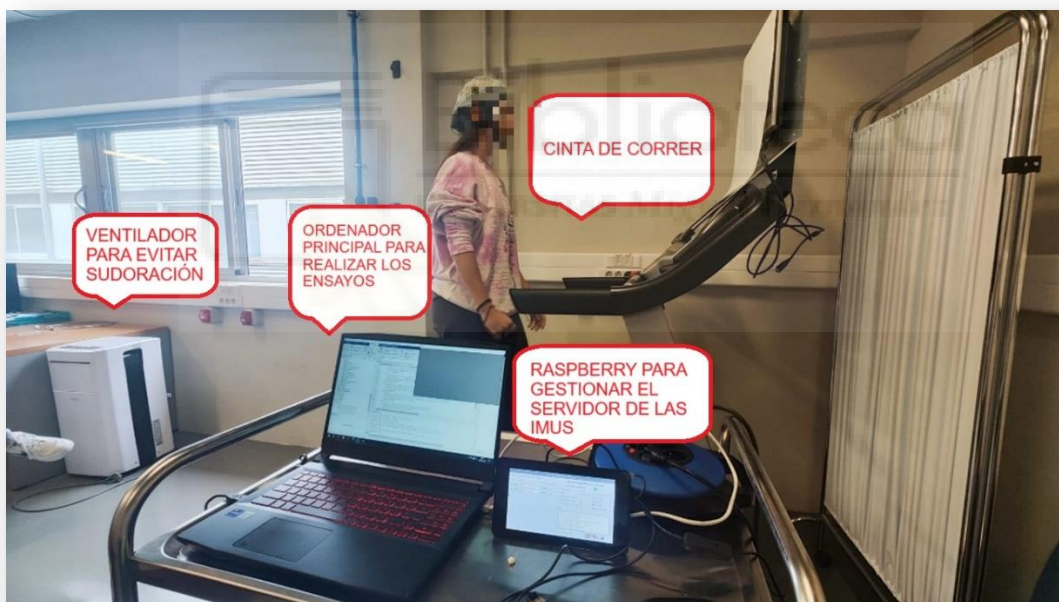 Biblioteca
CINTA DE CORRER
VENTILADOR
PARA EVITAR
SUDORACIÓN
ORDENADOR
PRINCIPAL PARA
REALIZAR LOS
ENSAYOS
RASPBERRY PARA
GESTIONAR EL
SERVIDOR DE LAS
IMUS